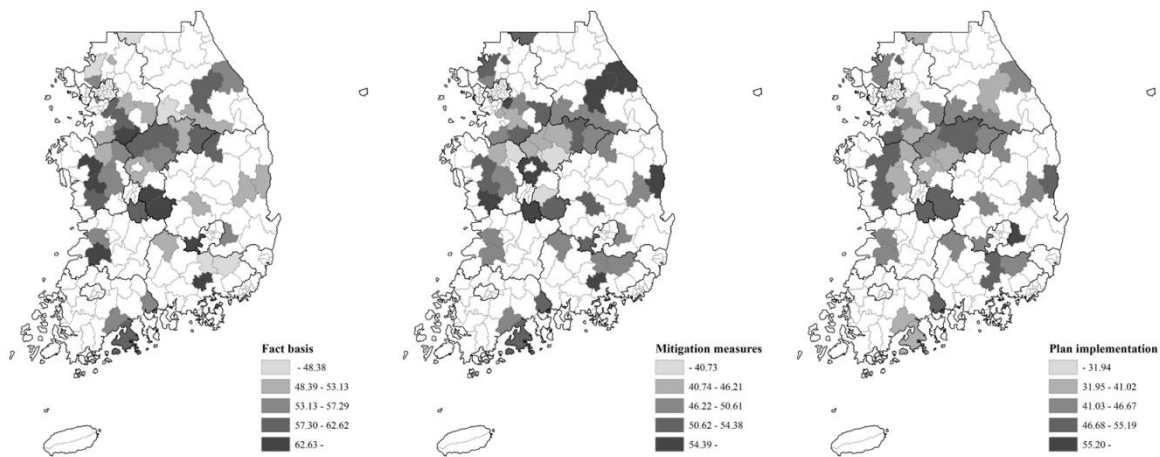 Fact basis
- 48.38
48.39 - 53.13
53.13 - 57.29
57.30 - 62.62
62.63 -
Mitigation measures
- 40.73
40.74 - 46.21
46.22 - 50.61
50.62 - 54.38
54.39 -
Plan implementation
- 31.94
31.95 - 41.02
41.03 - 46.67
46.68 - 55.19
55.20 -